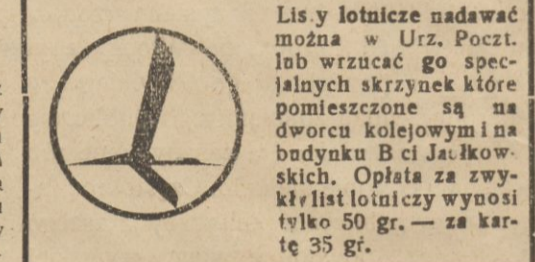 Lis.y lotnicze nadawać
można w Urz. Poczt.
lub wrzucać go spec-
jalnych skrzynek które
pomieszczone są na
dworcu kolejowym i na
budynku B ci Jabłkow-
skich. Opłata za zwy-
kły list lotniczy wynosi
tylko 50 gr. — za kar-
tę 35 gr.